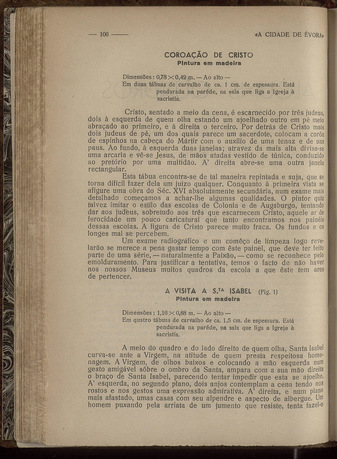 — 106 —
«A CIDADE DE ÉVORA»
COROAÇÃO DE CRISTO
Pintura em madeira
Dimensões: 0,78 × 0,49 m. — Ao alto —
Em duas tábuas de carvalho de ca. 1 cm. de espessura. Está
pendurada na parêde, na sala que liga a Igreja à
sacristia.
Cristo, sentado a meio da cena, é escarnecido por três judeus,
dois à esquerda de quem olha estando um ajoelhado outro em pé meio
abraçado ao primeiro, e à direita o terceiro. Por detrás de Cristo mais
dois judeus de pé, um dos quais parece um sacerdote, colocam a corôa
de espinhos na cabeça do Mártir com o auxílio de uma tenaz e de um
paus. Ao fundo, à esquerda duas janelas; através da mais alta divisa-se
uma arcaria e vê-se Jesus, de mãos atadas vestido de túnica, conduzido
ao pretório por uma multidão. A' direita abre-se uma outra janela
rectangular.
Esta tábua encontra-se de tal maneira repintada e suja, que se
torna difícil fazer dela um juizo qualquer. Conquanto à primeira vista se
afigure uma obra do Séc. XVI absolutamente secundária, num exame mais
detalhado começamos a achar-lhe algumas qualidades. O pintor quis
talvez imitar o estilo das escolas de Colonia e de Augsburgo, tentando
dar aos judeus, sobretudo aos três que escarnecem Cristo, aquele ar de
ferocidade um pouco caricatural que tanto encontramos nos painéis
dessas escolas. A figura de Cristo parece muito fraca. Os fundos e os
longes mal se percebem.
Um exame radiográfico e um comêço de limpeza logo reve-
larão se merece a pena gastar tempo com êste painel, que deve ter feito
parte de uma série, — naturalmente a Paixão, — como se reconhece pelo
emolduramento. Para justificar a tentativa, temos o facto de não haver
nos nossos Museus muitos quadros da escola a que êste tem ares
de pertencer.
A VISITA A S.TA ISABEL (Fig. 1)
Pintura em madeira
Dimensões: 1,16 × 0,88 m. — Ao alto —
Em quatro tábuas de carvalho de ca. 1,5 cm. de espessura. Está
pendurada na parêde, na sala que liga a Igreja à
sacristia.
A meio do quadro e do lado direito de quem olha, Santa Isabel
curva-se ante a Virgem, na atitude de quem presta respeitosa home-
nagem. A Virgem, de olhos baixos e colocando a mão esquerda num
gesto amigável sôbre o ombro da Santa, ampara com a sua mão direita
o braço de Santa Isabel, parecendo tentar impedir que esta se ajoelhe.
A' esquerda, no segundo plano, dois anjos contemplam a cena tendo nos
rostos e nos gestos uma expressão admirativa. A' direita, e num plano
mais afastado, umas casas com seu alpendre e aspecto de albergue. Um
homem puxando pela arriata de um jumento que resiste, tenta fazel-o